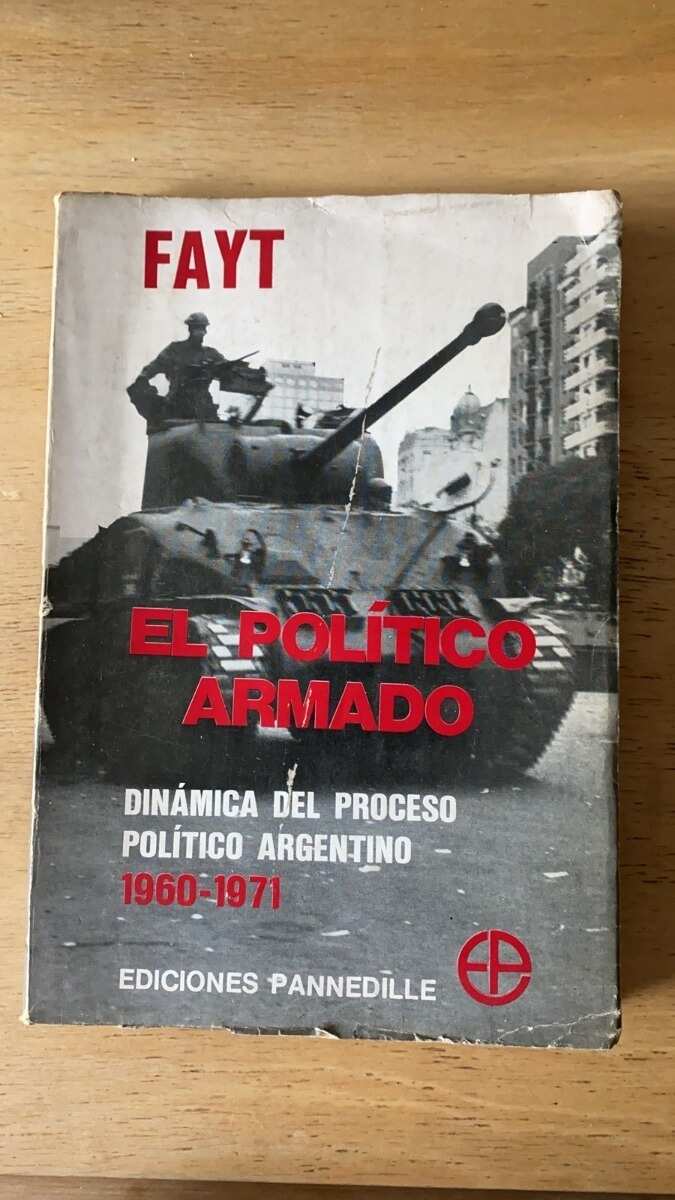 FAYT
EL POLÍTICO
ARMADO
DINÁMICA DEL PROCESO
POLÍTICO ARGENTINO
1960-1971
EDICIONES PANNEDILLE
EP